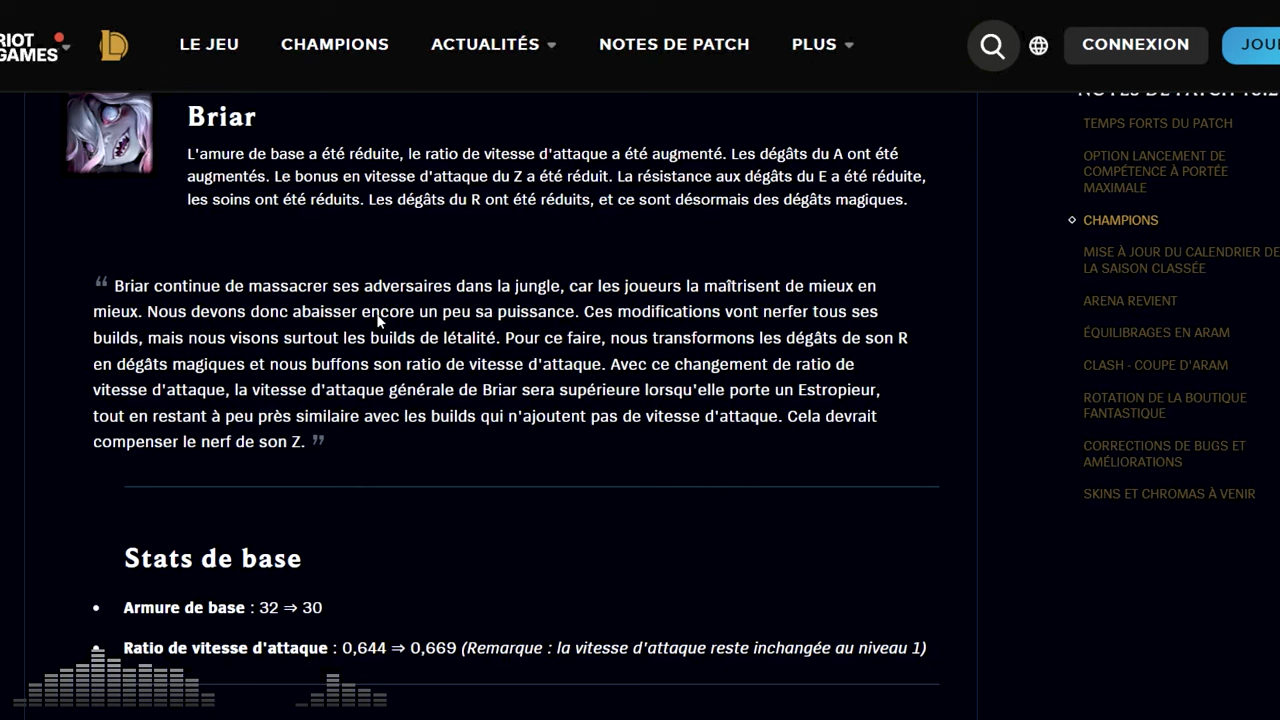 RIOT
GAMES
LE JEU
CHAMPIONS
ACTUALITÉS
NOTES DE PATCH
PLUS
CONNEXION
Briar
L'amure de base a été réduite, le ratio de vitesse d'attaque a été augmenté. Les dégâts du A ont été
augmentés. Le bonus en vitesse d'attaque du Z a été réduit. La résistance aux dégâts du E a été réduite,
les soins ont été réduits. Les dégâts du R ont été réduits, et ce sont désormais des dégâts magiques.
“ Briar continue de massacrer ses adversaires dans la jungle, car les joueurs la maîtrisent de mieux en
mieux. Nous devons donc abaisser encore un peu sa puissance. Ces modifications vont nerfer tous ses
builds, mais nous visons surtout les builds de létalité. Pour ce faire, nous transformons les dégâts de son R
en dégâts magiques et nous buffons son ratio de vitesse d'attaque. Avec ce changement de ratio de
vitesse d'attaque, la vitesse d'attaque générale de Briar sera supérieure lorsqu'elle porte un Estropieur,
tout en restant à peu près similaire avec les builds qui n'ajoutent pas de vitesse d'attaque. Cela devrait
compenser le nerf de son Z. ”
Stats de base
• Armure de base : 32 ⇒ 30
• Ratio de vitesse d'attaque : 0,644 ⇒ 0,669 (Remarque : la vitesse d'attaque reste inchangée au niveau 1)
NOTES DE PATCH
TEMPS FORTS DU PATCH
OPTION LANCEMENT DE
COMPÉTENCE À PORTÉE
MAXIMALE
CHAMPIONS
MISE À JOUR DU CALENDRIER DE
LA SAISON CLASSÉE
ARENA REVIENT
ÉQUILIBRAGES EN ARAM
CLASH - COUPE D'ARAM
ROTATION DE LA BOUTIQUE
FANTASTIQUE
CORRECTIONS DE BUGS ET
AMÉLIORATIONS
SKINS ET CHROMAS À VENIR